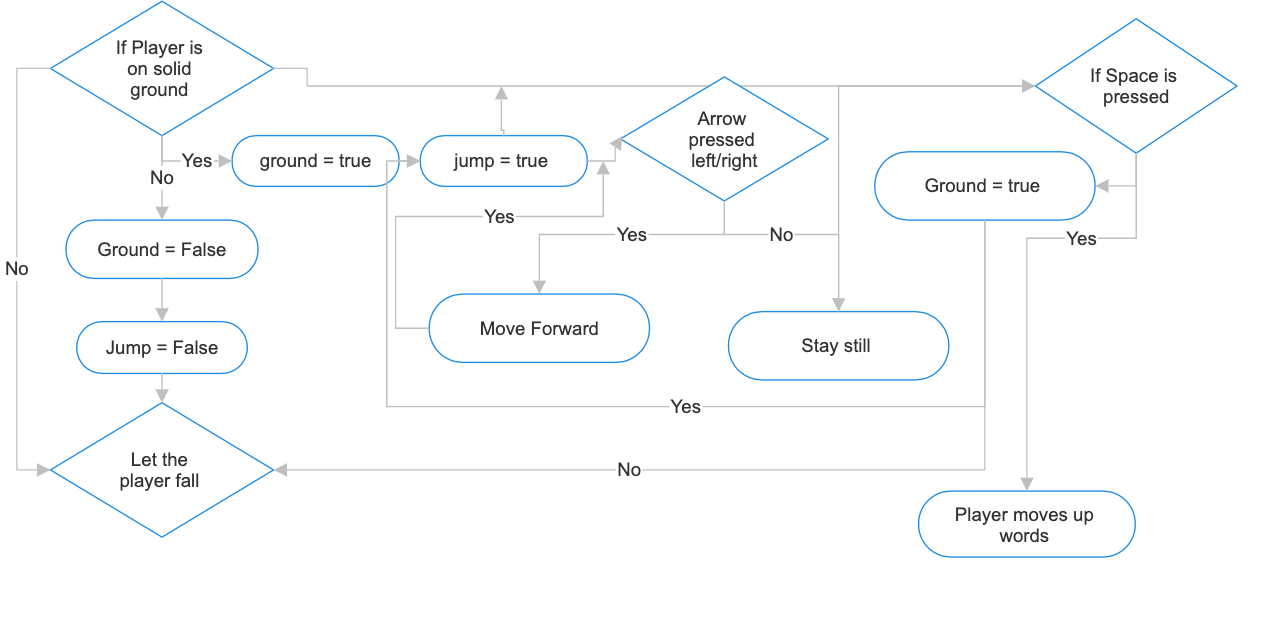 If Player is
on solid
ground
If Space is
pressed
Arrow
pressed
left/right
Yes
ground = true
jump = true
No
Ground = true
Yes
Yes
No
Yes
Ground = False
No
Move Forward
Stay still
Jump = False
Yes
Let the
player fall
No
Player moves up
words